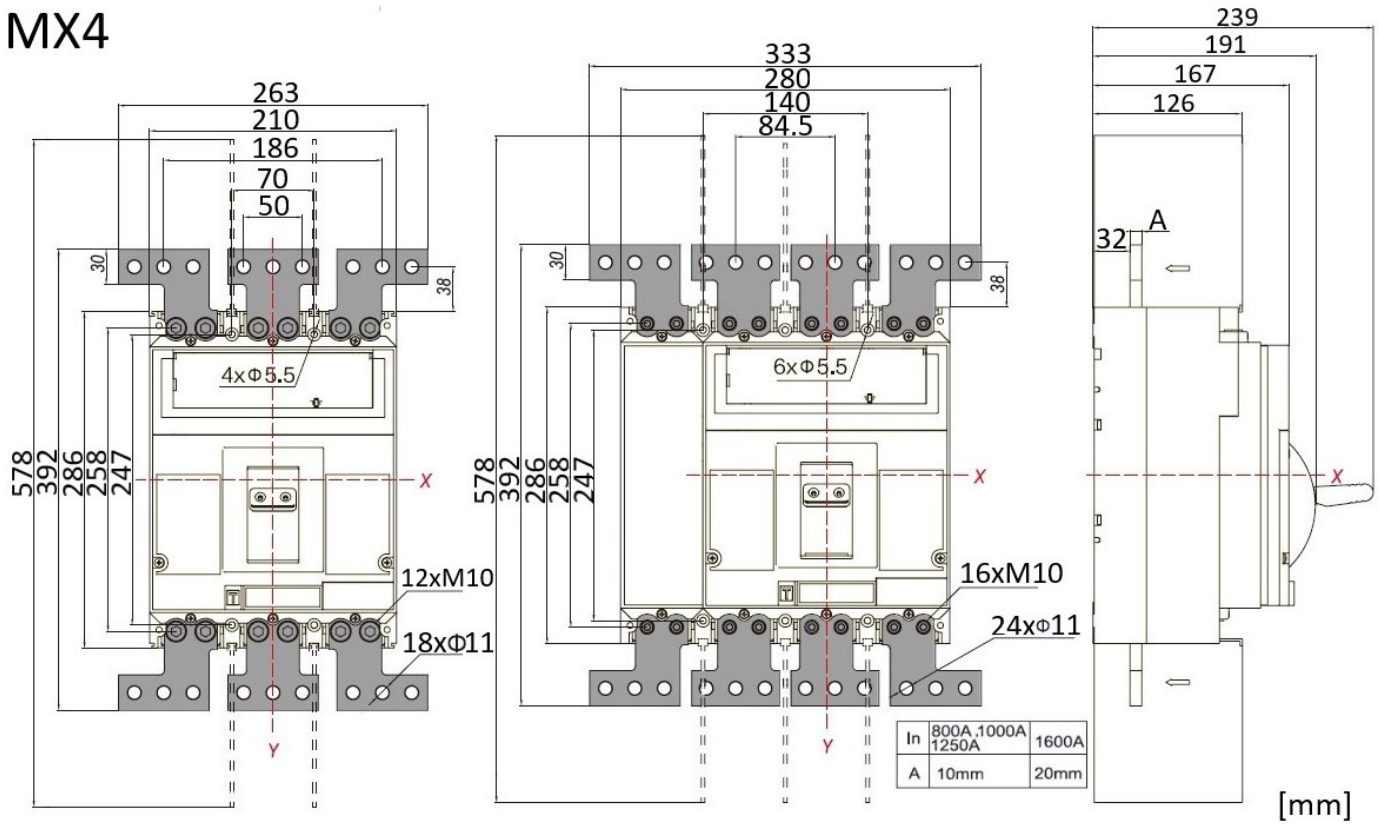 MX4
263
210
186
70
50
30
38
4xΦ5.5
578
392
286
258
247
X
12xM10
18xΦ11
Y
333
280
140
84.5
30
38
6xΦ5.5
578
392
286
258
247
X
16xM10
24xΦ11
Y
239
191
167
126
A
32
X
In 800A,1000A 1250A 1600A
A 10mm 20mm
[mm]